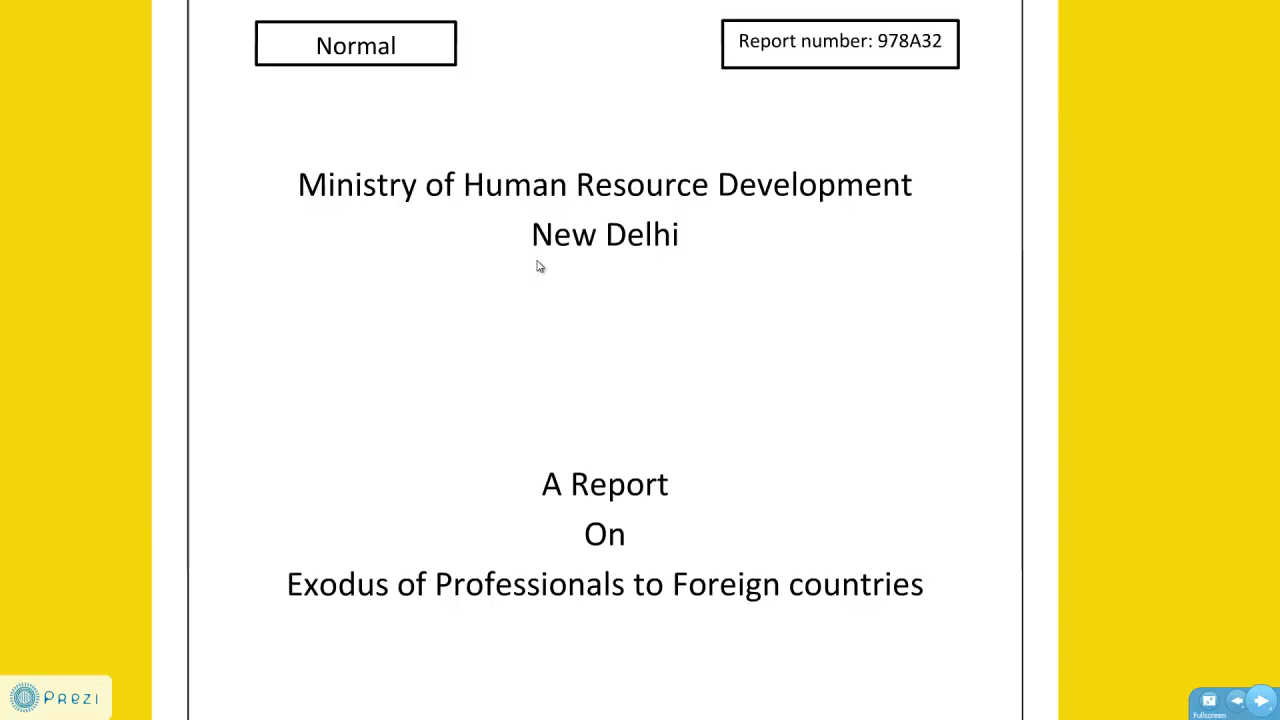 Normal
Report number: 978A32
Ministry of Human Resource Development
New Delhi
A Report
On
Exodus of Professionals to Foreign countries
PREZI
Fullscreen